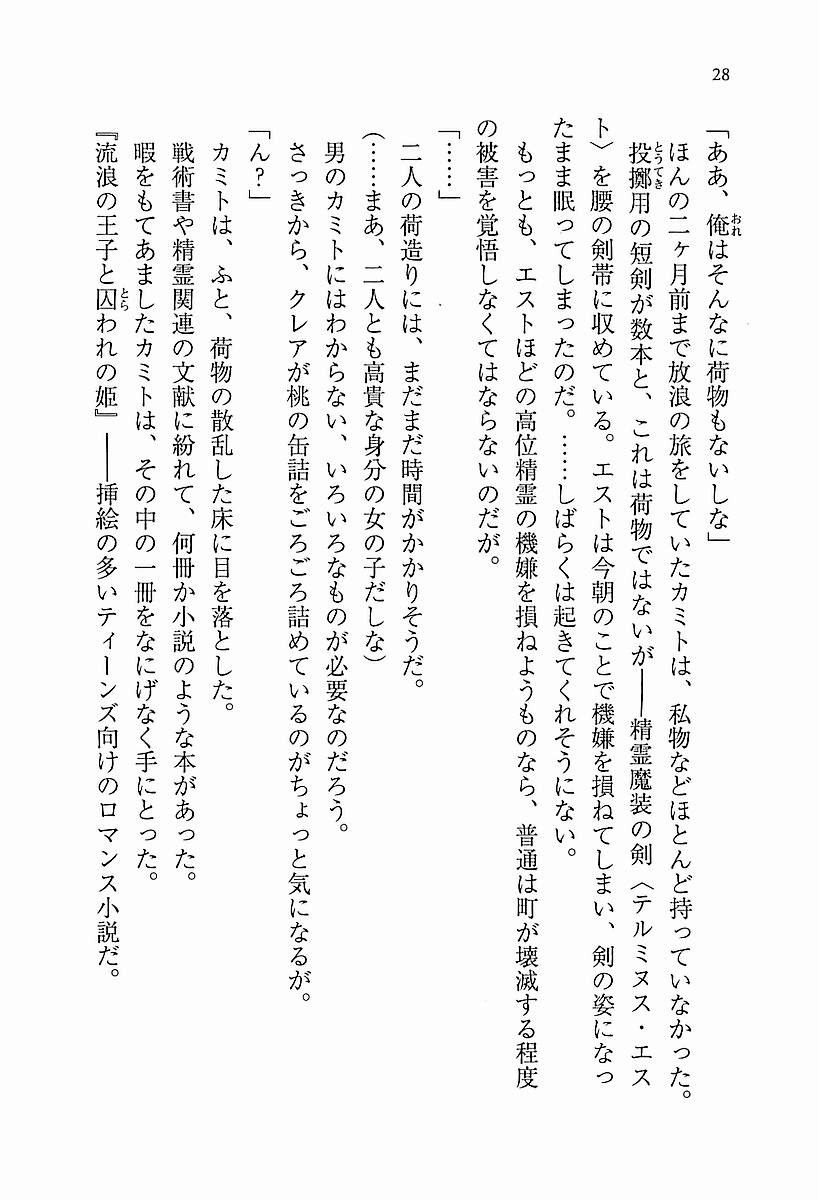 28
「ああ、俺はそんなに荷物もないしな」
ほんの二ヶ月前まで放浪の旅をしていたカミトは、私物などほとんど持っていなかった。
投擲用の短剣が数本と、これは荷物ではないが――精霊魔装の剣〈テルミヌス・エス
ト〉を腰の剣帯に収めている。エストは今朝のことで機嫌を損ねてしまい、剣の姿になっ
たまま眠ってしまったのだ。……しばらくは起きてくれそうにない。
もっとも、エストほどの高位精霊の機嫌を損ねようものなら、普通は町が壊滅する程度
の被害を覚悟しなくてはならないのだが。
「……」
二人の荷造りには、まだまだ時間がかかりそうだ。
(……まあ、二人とも高貴な身分の女の子だしな)
男のカミトにはわからない、いろいろなものが必要なのだろう。
さっきから、クレアが桃の缶詰をごろごろ詰めているのがちょっと気になるが。
「ん?」
カミトは、ふと、荷物の散乱した床に目を落とした。
戦術書や精霊関連の文献に紛れて、何冊か小説のような本があった。
暇をもてあましたカミトは、その中の一冊をなにげなく手にとった。
『流浪の王子と囚われの姫』――挿絵の多いティーンズ向けのロマンス小説だ。